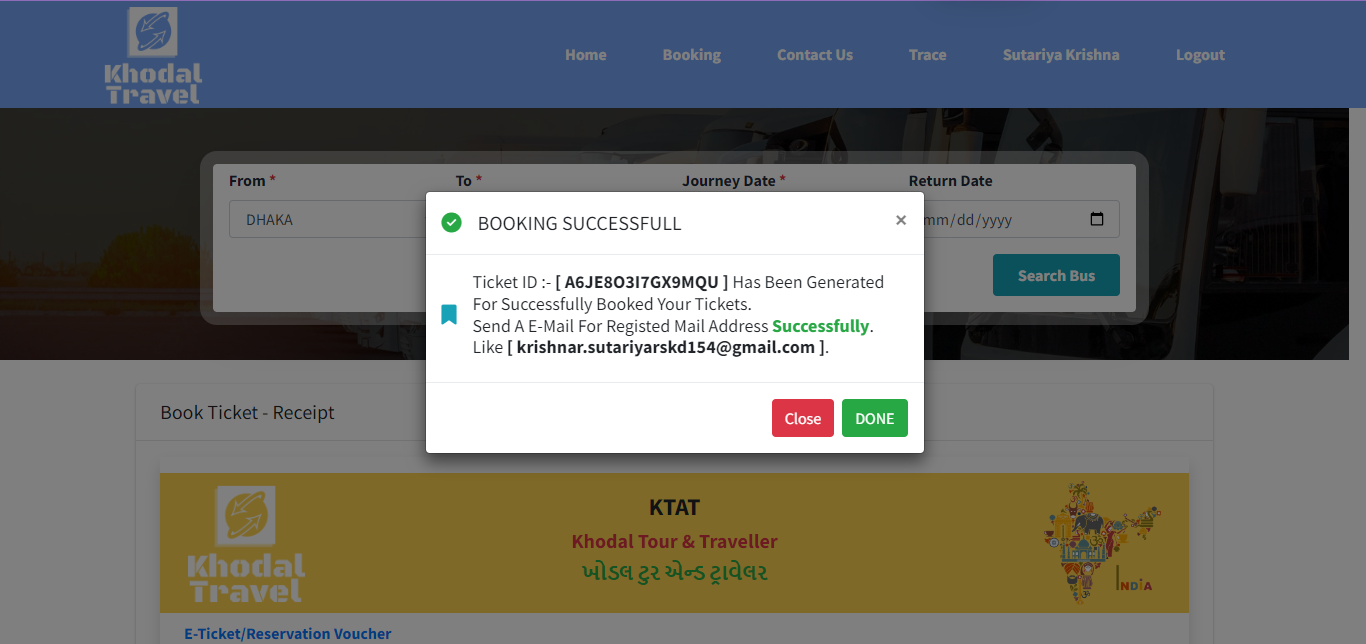 Khodal
Travel
Home Booking Contact Us Trace Sutariya Krishna Logout
From * To * Journey Date * Return Date
DHAKA mm/dd/yyyy
Search Bus
BOOKING SUCCESSFULL ×
Ticket ID :- [ A6JE8O3I7GX9MQU ] Has Been Generated
For Successfully Booked Your Tickets.
Send A E-Mail For Registed Mail Address Successfully.
Like [ krishnar.sutariyarskd154@gmail.com ].
Close DONE
Book Ticket - Receipt
Khodal
Travel
KTAT
Khodal Tour & Traveller
ખોડલ ટુર એન્ડ ટ્રાવેલર
INDIA
E-Ticket/Reservation Voucher